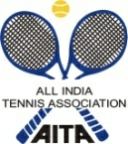 ALL INDIA
TENNIS ASSOCIATION
AITA